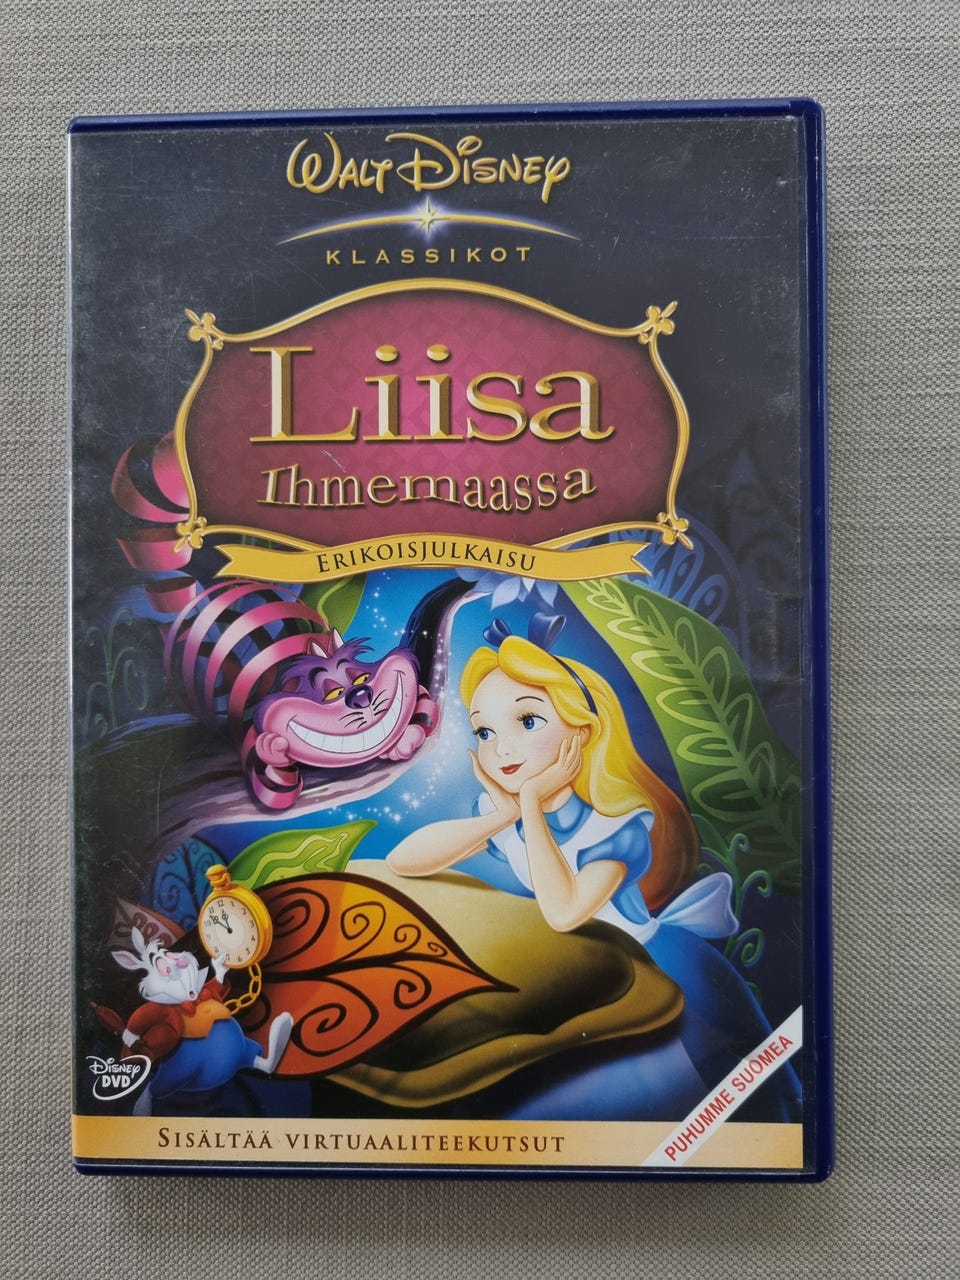 WALT DISNEY
KLASSIKOT
Liisa
Ihmemaassa
ERIKOISJULKAISU
DISNEY
DVD
PUHUMME SUOMEA
SISÄLTÄÄ VIRTUAALITEEKUTSUT